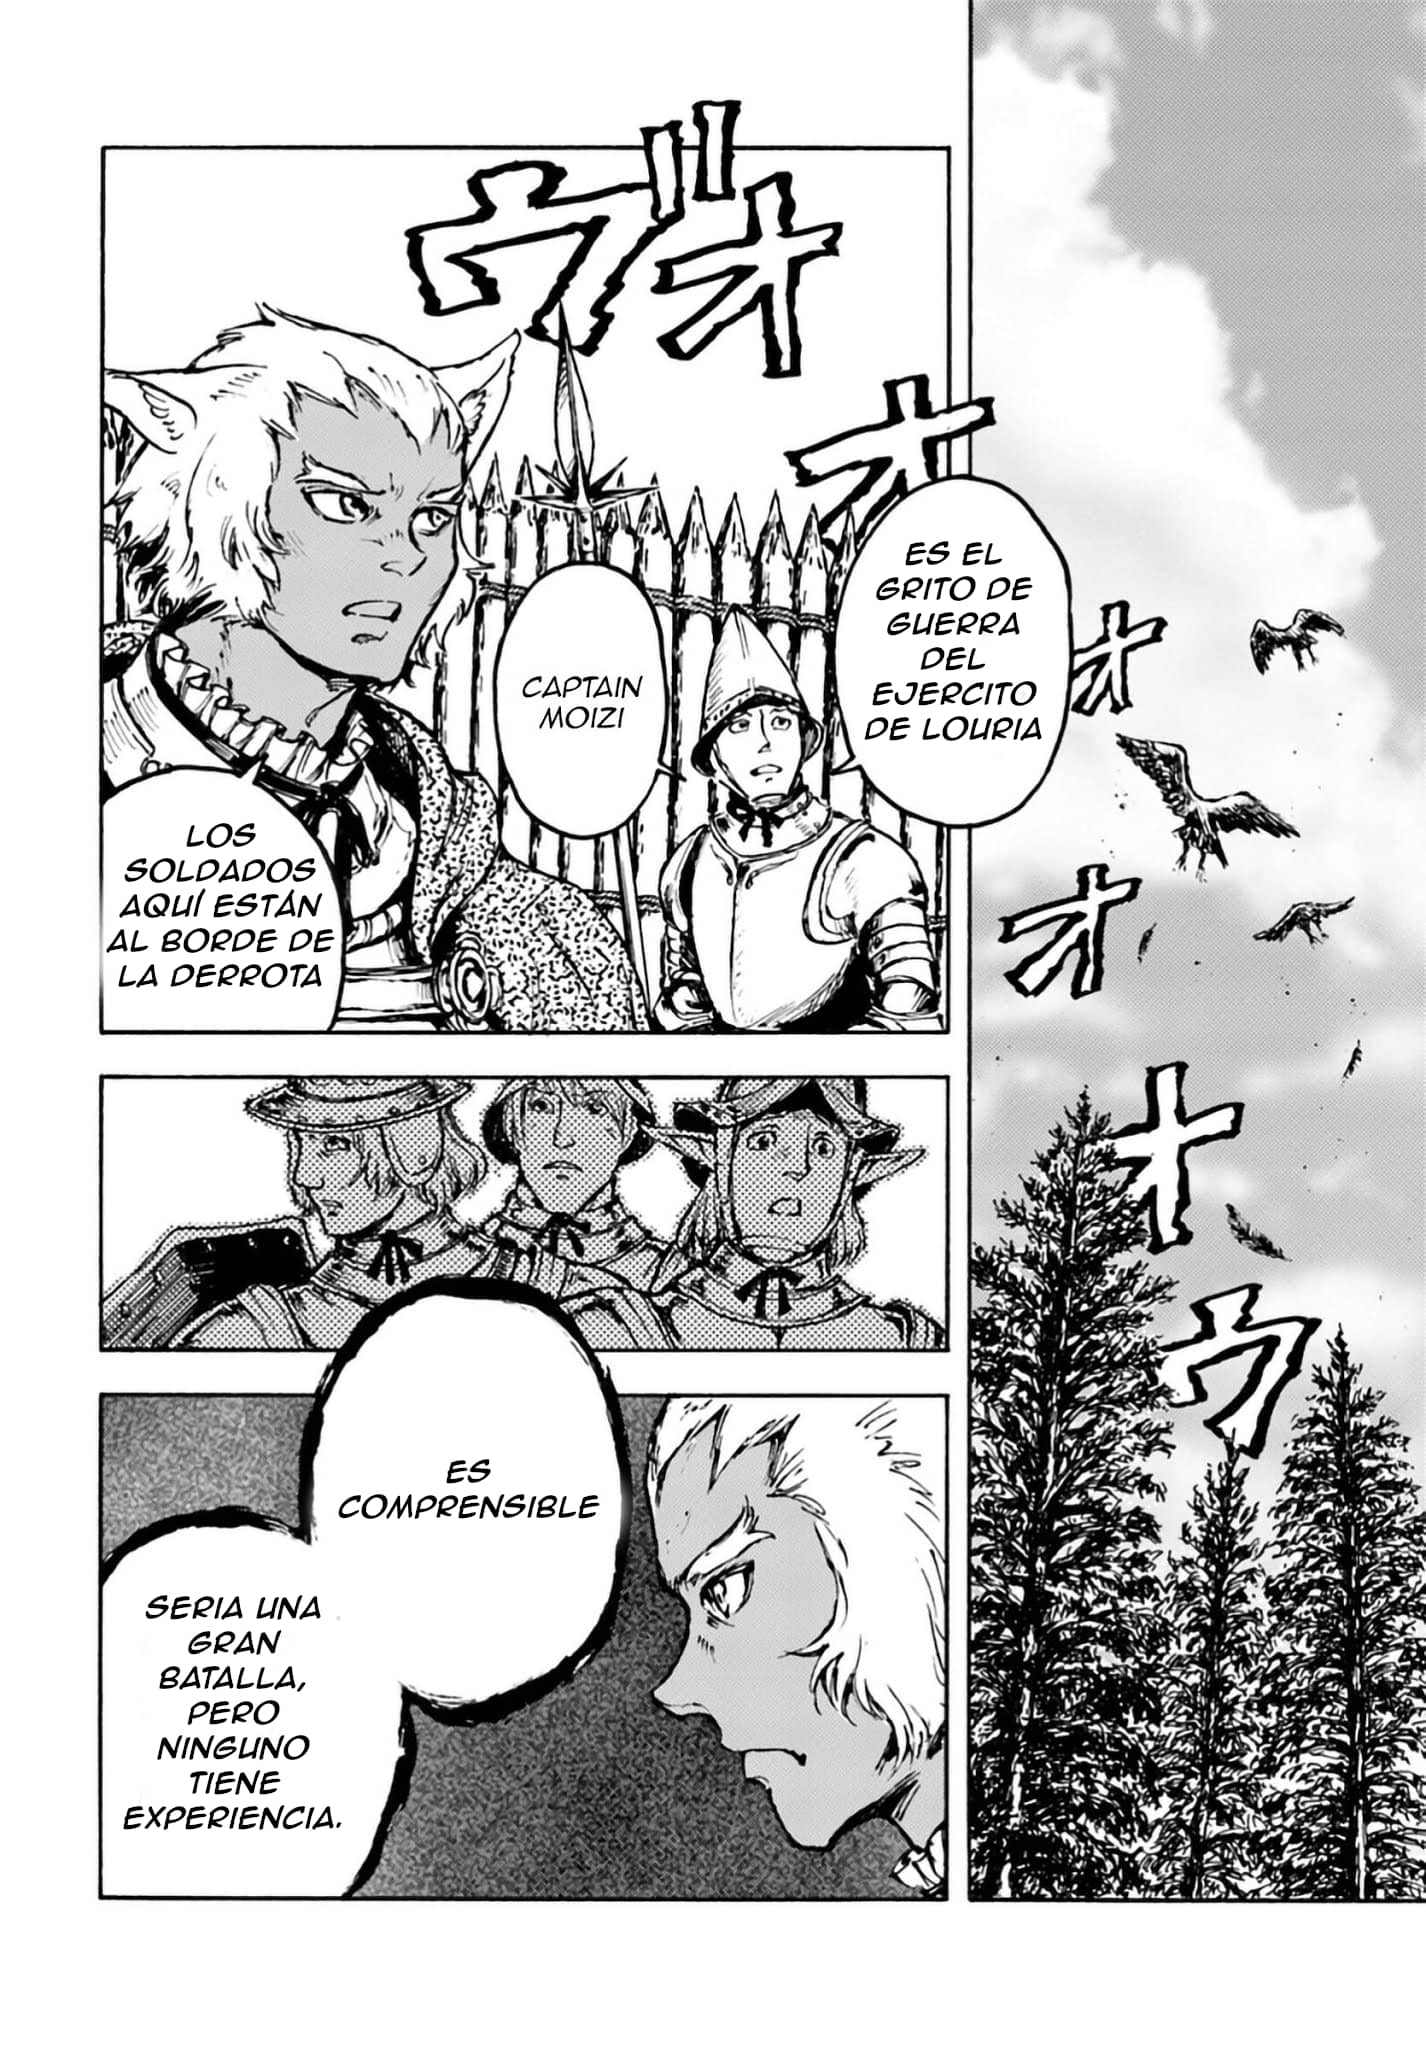 ウオオオオヴオオ
ES EL
GRITO DE
GUERRA
DEL
EJERCITO
DE LOURIA
CAPTAIN
MOIZI
LOS
SOLDADOS
AQUÍ ESTÁN
AL BORDE DE
LA DERROTA
ES
COMPRENSIBLE
SERIA UNA
GRAN
BATALLA,
PERO
NINGUNO
TIENE
EXPERIENCIA.